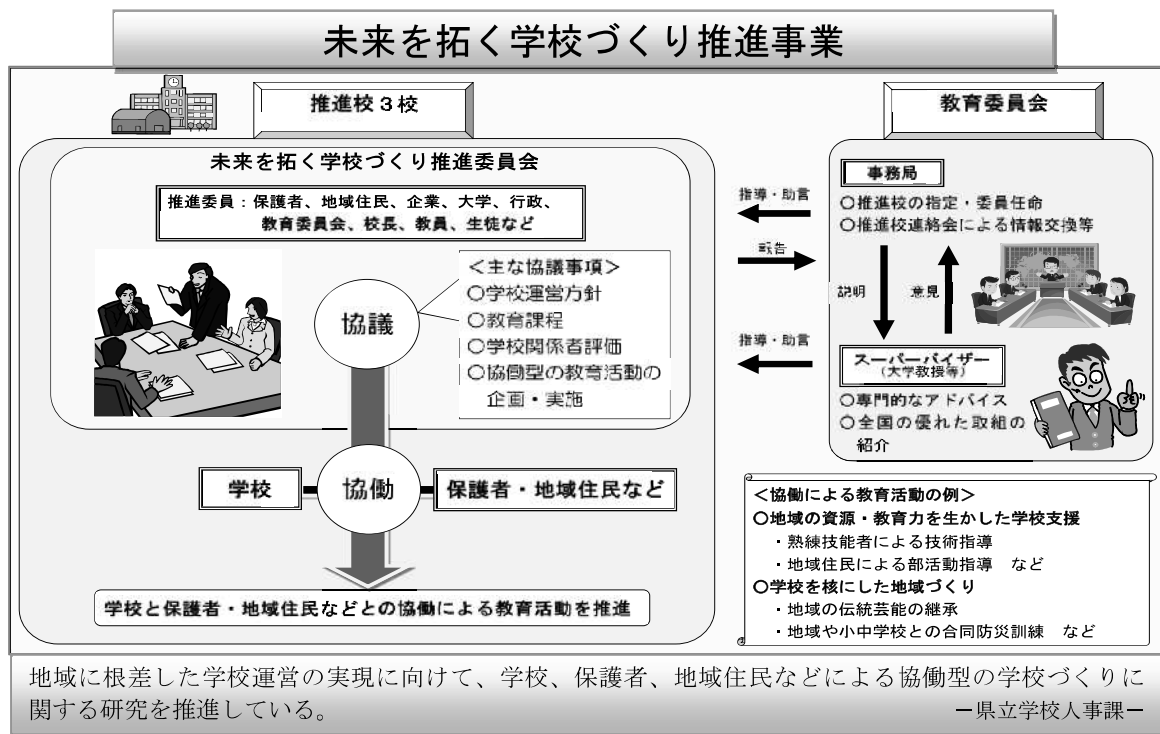 未来を拓く学校づくり推進事業
推進校3校
未来を拓く学校づくり推進委員会
推進委員：保護者、地域住民、企業、大学、行政、
教育委員会、校長、教員、生徒など
協議
＜主な協議事項＞
○学校運営方針
○教育課程
○学校関係者評価
○協働型の教育活動の
企画・実施
学校
協働
保護者・地域住民など
学校と保護者・地域住民などとの協働による教育活動を推進
指導・助言
報告
指導・助言
教育委員会
事務局
○推進校の指定・委員任命
○推進校連絡会による情報交換等
説明
意見
スーパーバイザー
（大学教授等）
○専門的なアドバイス
○全国の優れた取組の
紹介
＜協働による教育活動の例＞
○地域の資源・教育力を生かした学校支援
・熟練技能者による技術指導
・地域住民による部活動指導　など
○学校を核にした地域づくり
・地域の伝統芸能の継承
・地域や小中学校との合同防災訓練　など
地域に根差した学校運営の実現に向けて、学校、保護者、地域住民などによる協働型の学校づくりに
関する研究を推進している。
－県立学校人事課－